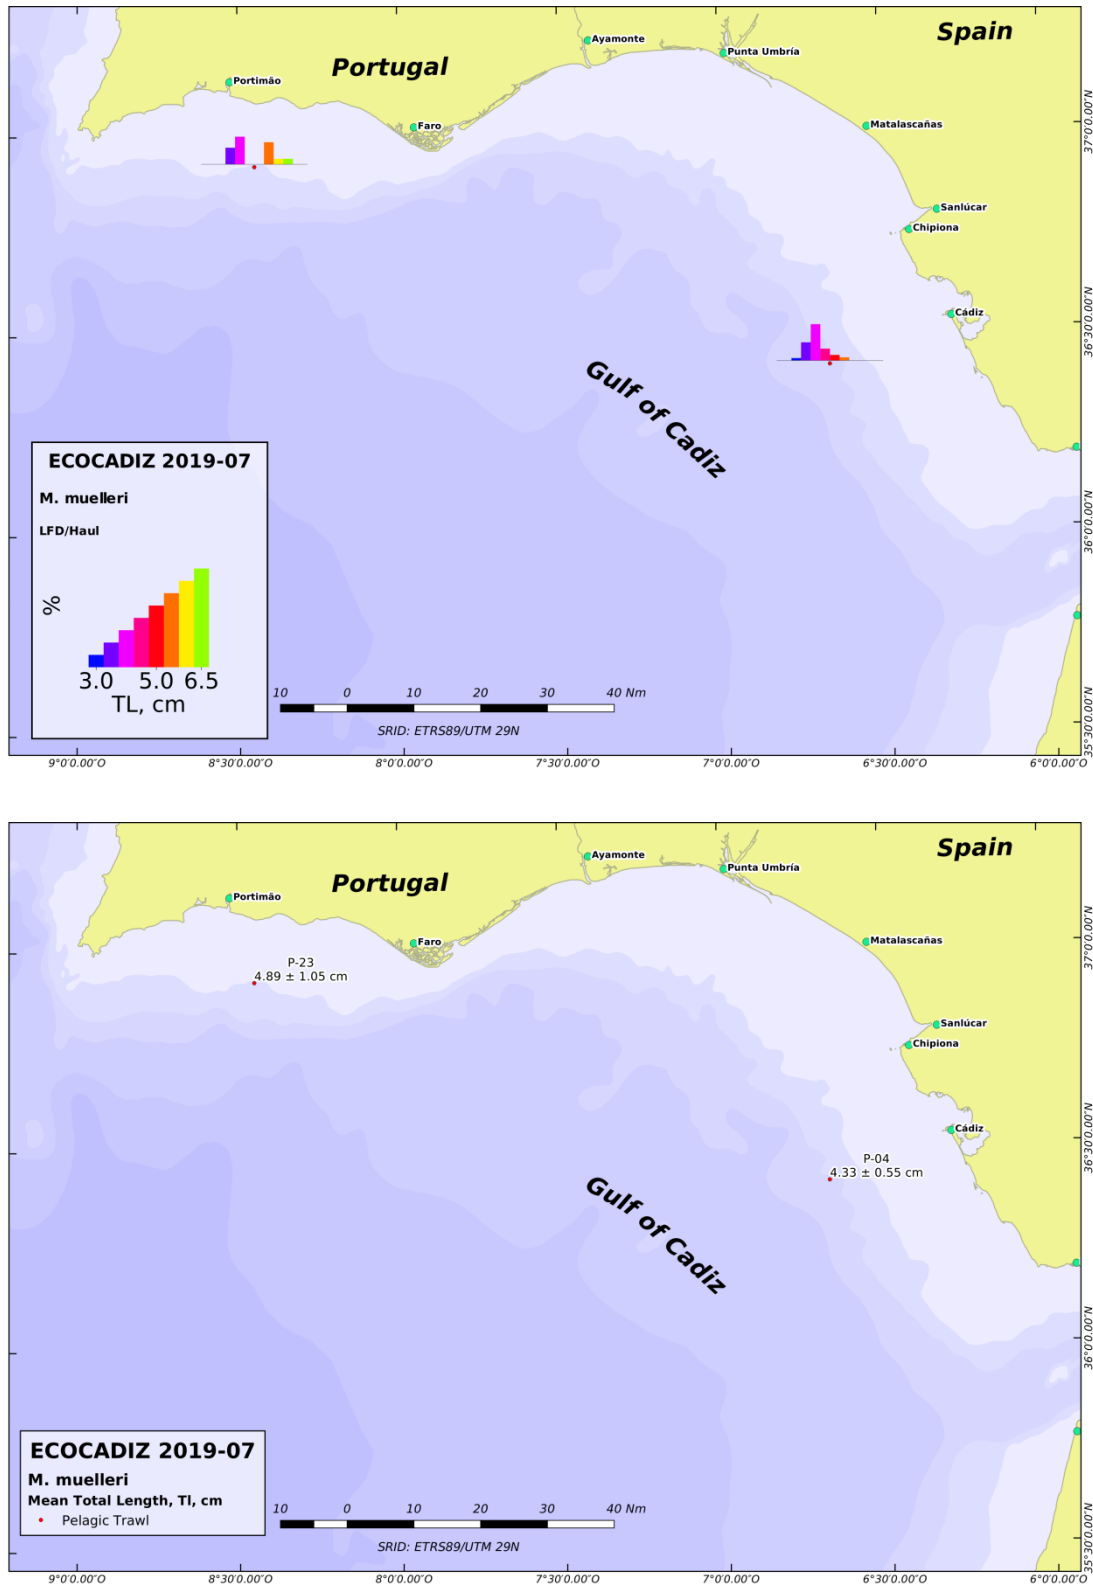 Spain
Ayamonte
Punta Umbría
Portugal
Portimão
Faro
Matalascañas
37°0'0.00"N
Sanlúcar
Chipiona
Cádiz
36°30'0.00"N
Gulf of Cadiz
ECOCADIZ 2019-07
M. muelleri
LFD/Haul
%
3.0 5.0 6.5
TL, cm
36°0'0.00"N
10 0 10 20 30 40 Nm
SRID: ETRS89/UTM 29N
35°30'0.00"N
9°0'0.00"O 8°30'0.00"O 8°0'0.00"O 7°30'0.00"O 7°0'0.00"O 6°30'0.00"O 6°0'0.00"O
Spain
Ayamonte
Punta Umbría
Portugal
Portimão
Faro
Matalascañas
37°0'0.00"N
P-23
4.89 ± 1.05 cm
Sanlúcar
Chipiona
Cádiz
36°30'0.00"N
P-04
4.33 ± 0.55 cm
Gulf of Cadiz
36°0'0.00"N
ECOCADIZ 2019-07
M. muelleri
Mean Total Length, Tl, cm
Pelagic Trawl
10 0 10 20 30 40 Nm
SRID: ETRS89/UTM 29N
35°30'0.00"N
9°0'0.00"O 8°30'0.00"O 8°0'0.00"O 7°30'0.00"O 7°0'0.00"O 6°30'0.00"O 6°0'0.00"O